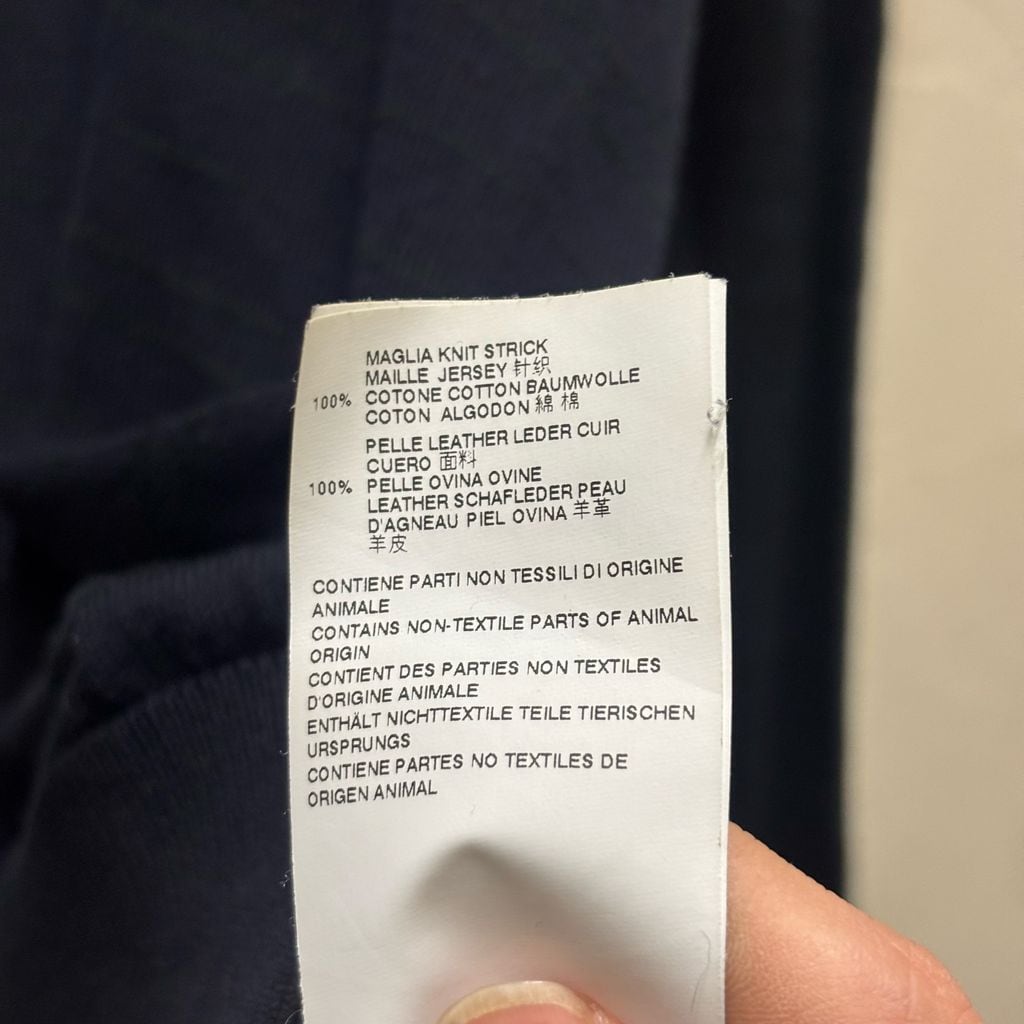 MAGLIA KNIT STRICK
MAILLE JERSEY 针织
100% COTONE COTTON BAUMWOLLE
COTON ALGODON 綿 棉
PELLE LEATHER LEDER CUIR
CUERO 面料
100% PELLE OVINA OVINE
LEATHER SCHAFLEDER PEAU
D'AGNEAU PIEL OVINA 羊革
羊皮
CONTIENE PARTI NON TESSILI DI ORIGINE
ANIMALE
CONTAINS NON-TEXTILE PARTS OF ANIMAL
ORIGIN
CONTIENT DES PARTIES NON TEXTILES
D'ORIGINE ANIMALE
ENTHÄLT NICHTTEXTILE TEILE TIERISCHEN
URSPRUNGS
CONTIENE PARTES NO TEXTILES DE
ORIGEN ANIMAL